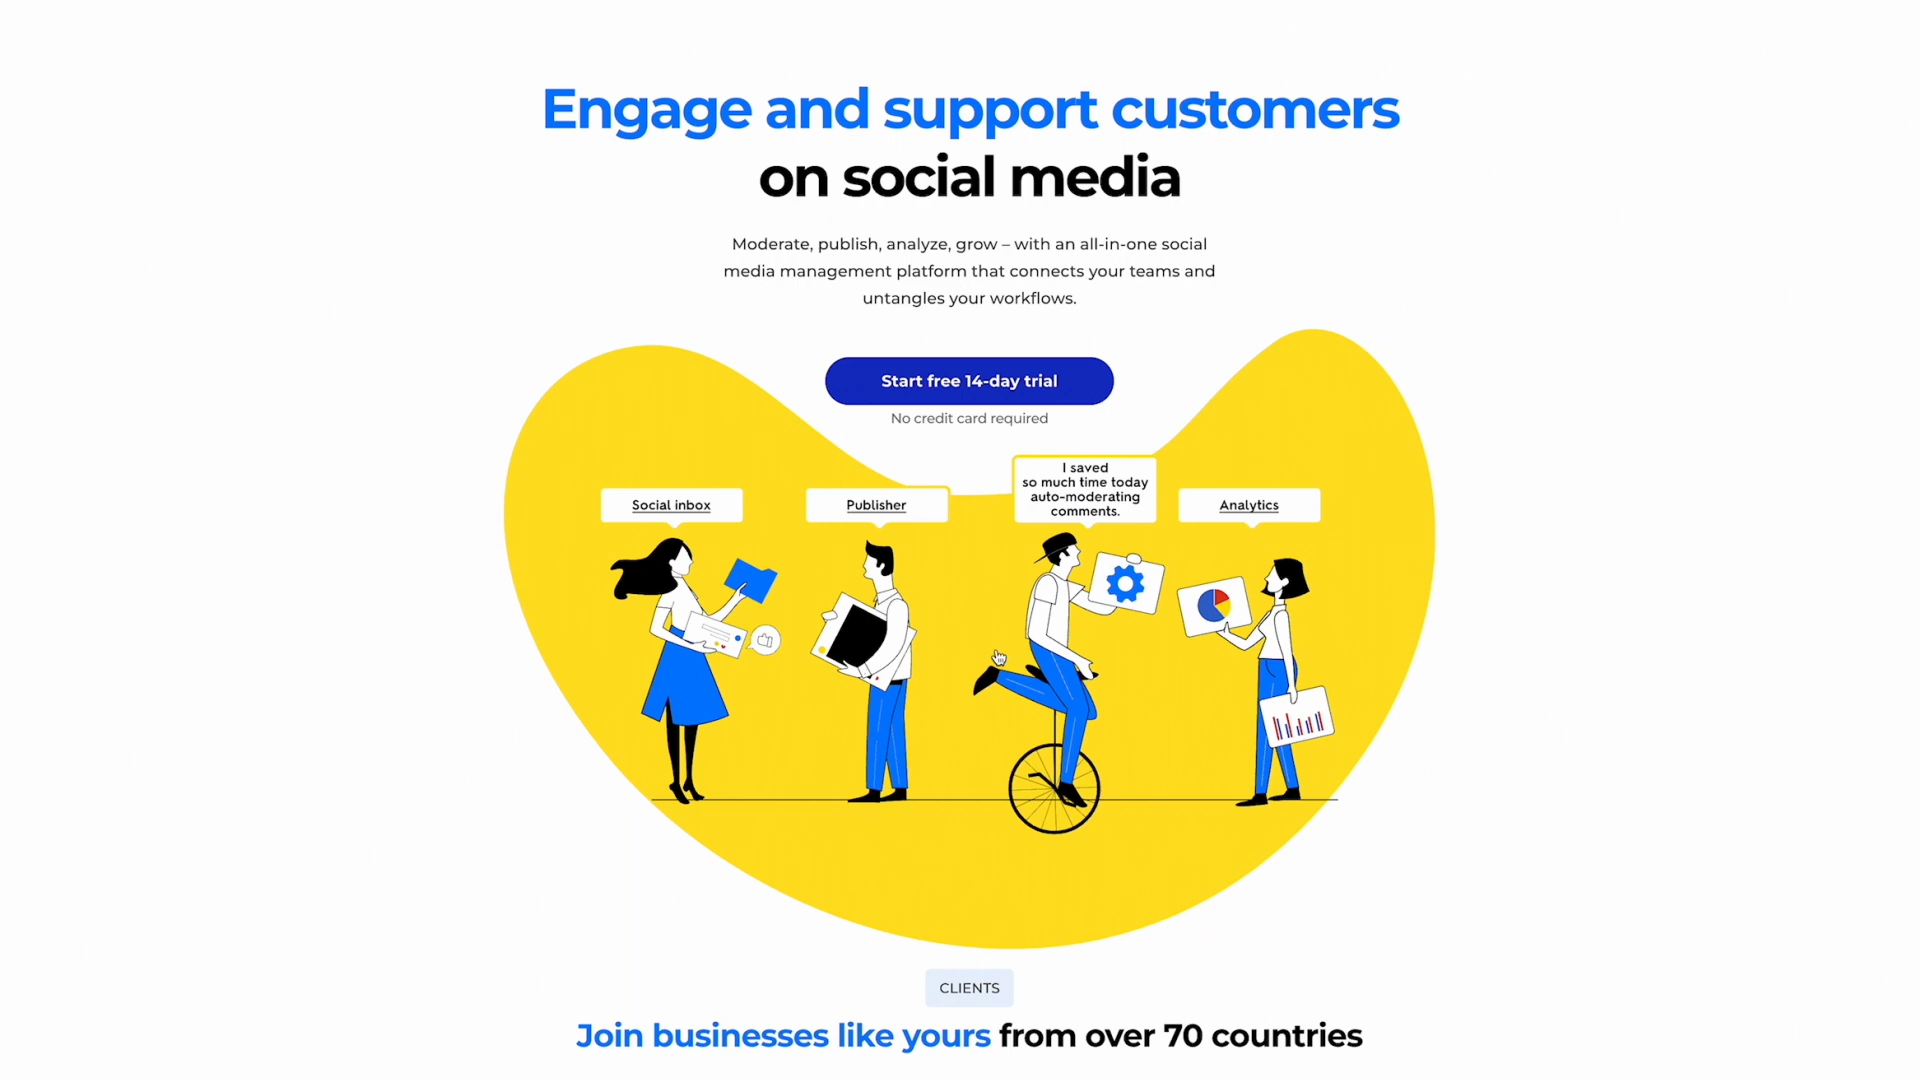 Engage and support customers
on social media
Moderate, publish, analyze, grow – with an all-in-one social
media management platform that connects your teams and
untangles your workflows.
Start free 14-day trial
No credit card required
Social inbox
Publisher
I saved
so much time today
auto-moderating
comments.
Analytics
CLIENTS
Join businesses like yours from over 70 countries